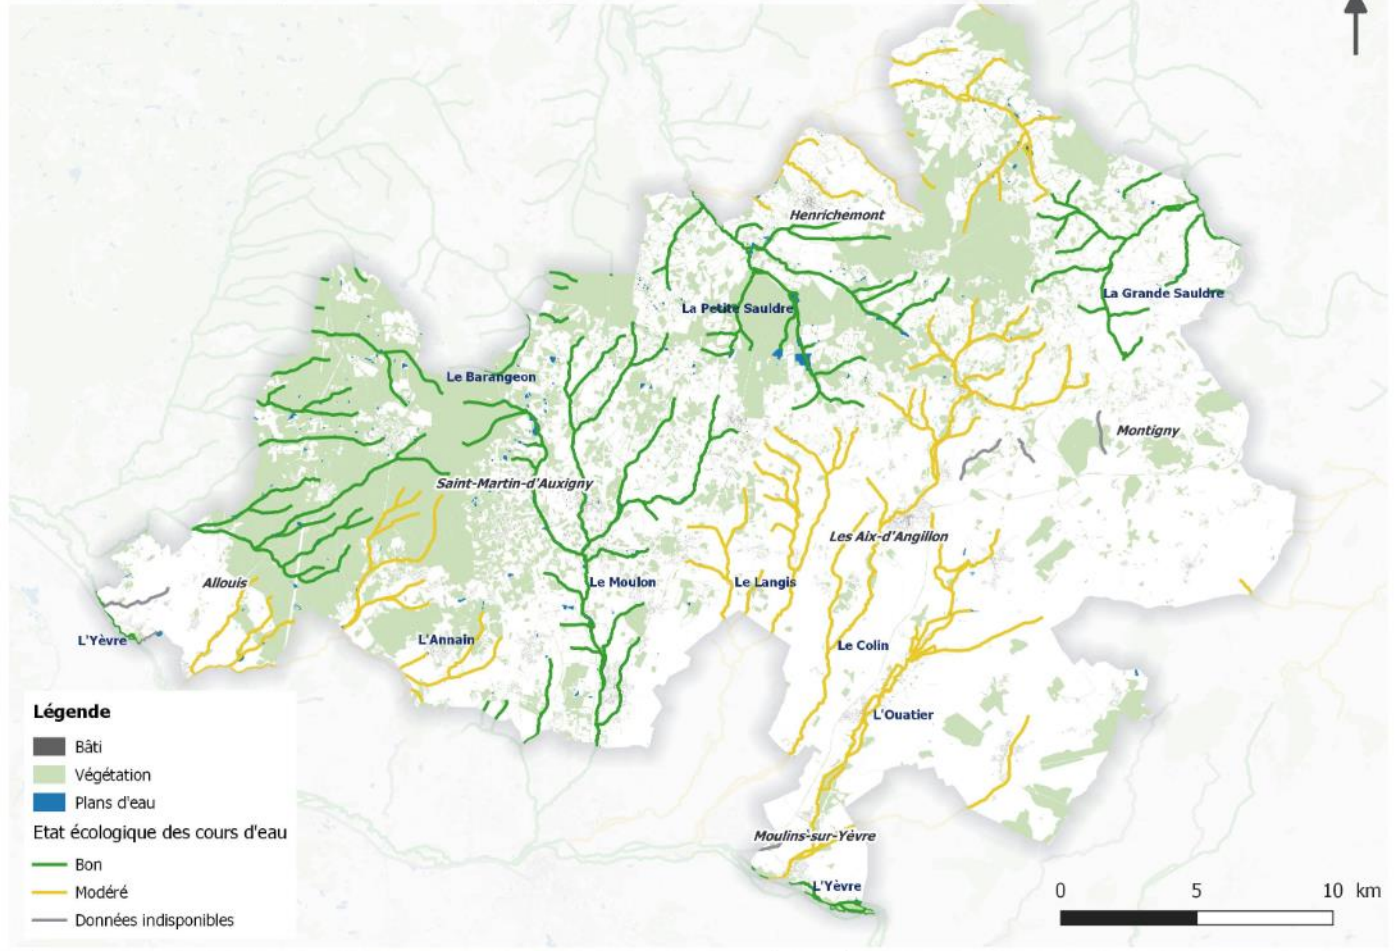 Henrichemont
La Grande Sauldre
La Petite Sauldre
Le Barangeon
Montigny
Saint-Martin-d'Auxigny
Les Aix-d'Angillon
Allouis
Le Moulon
Le Langis
L'Yèvre
L'Annain
Le Colin
L'Ouatier
Moulins-sur-Yèvre
L'Yèvre
Légende
Bâti
Végétation
Plans d'eau
Etat écologique des cours d'eau
Bon
Modéré
Données indisponibles
0 5 10 km